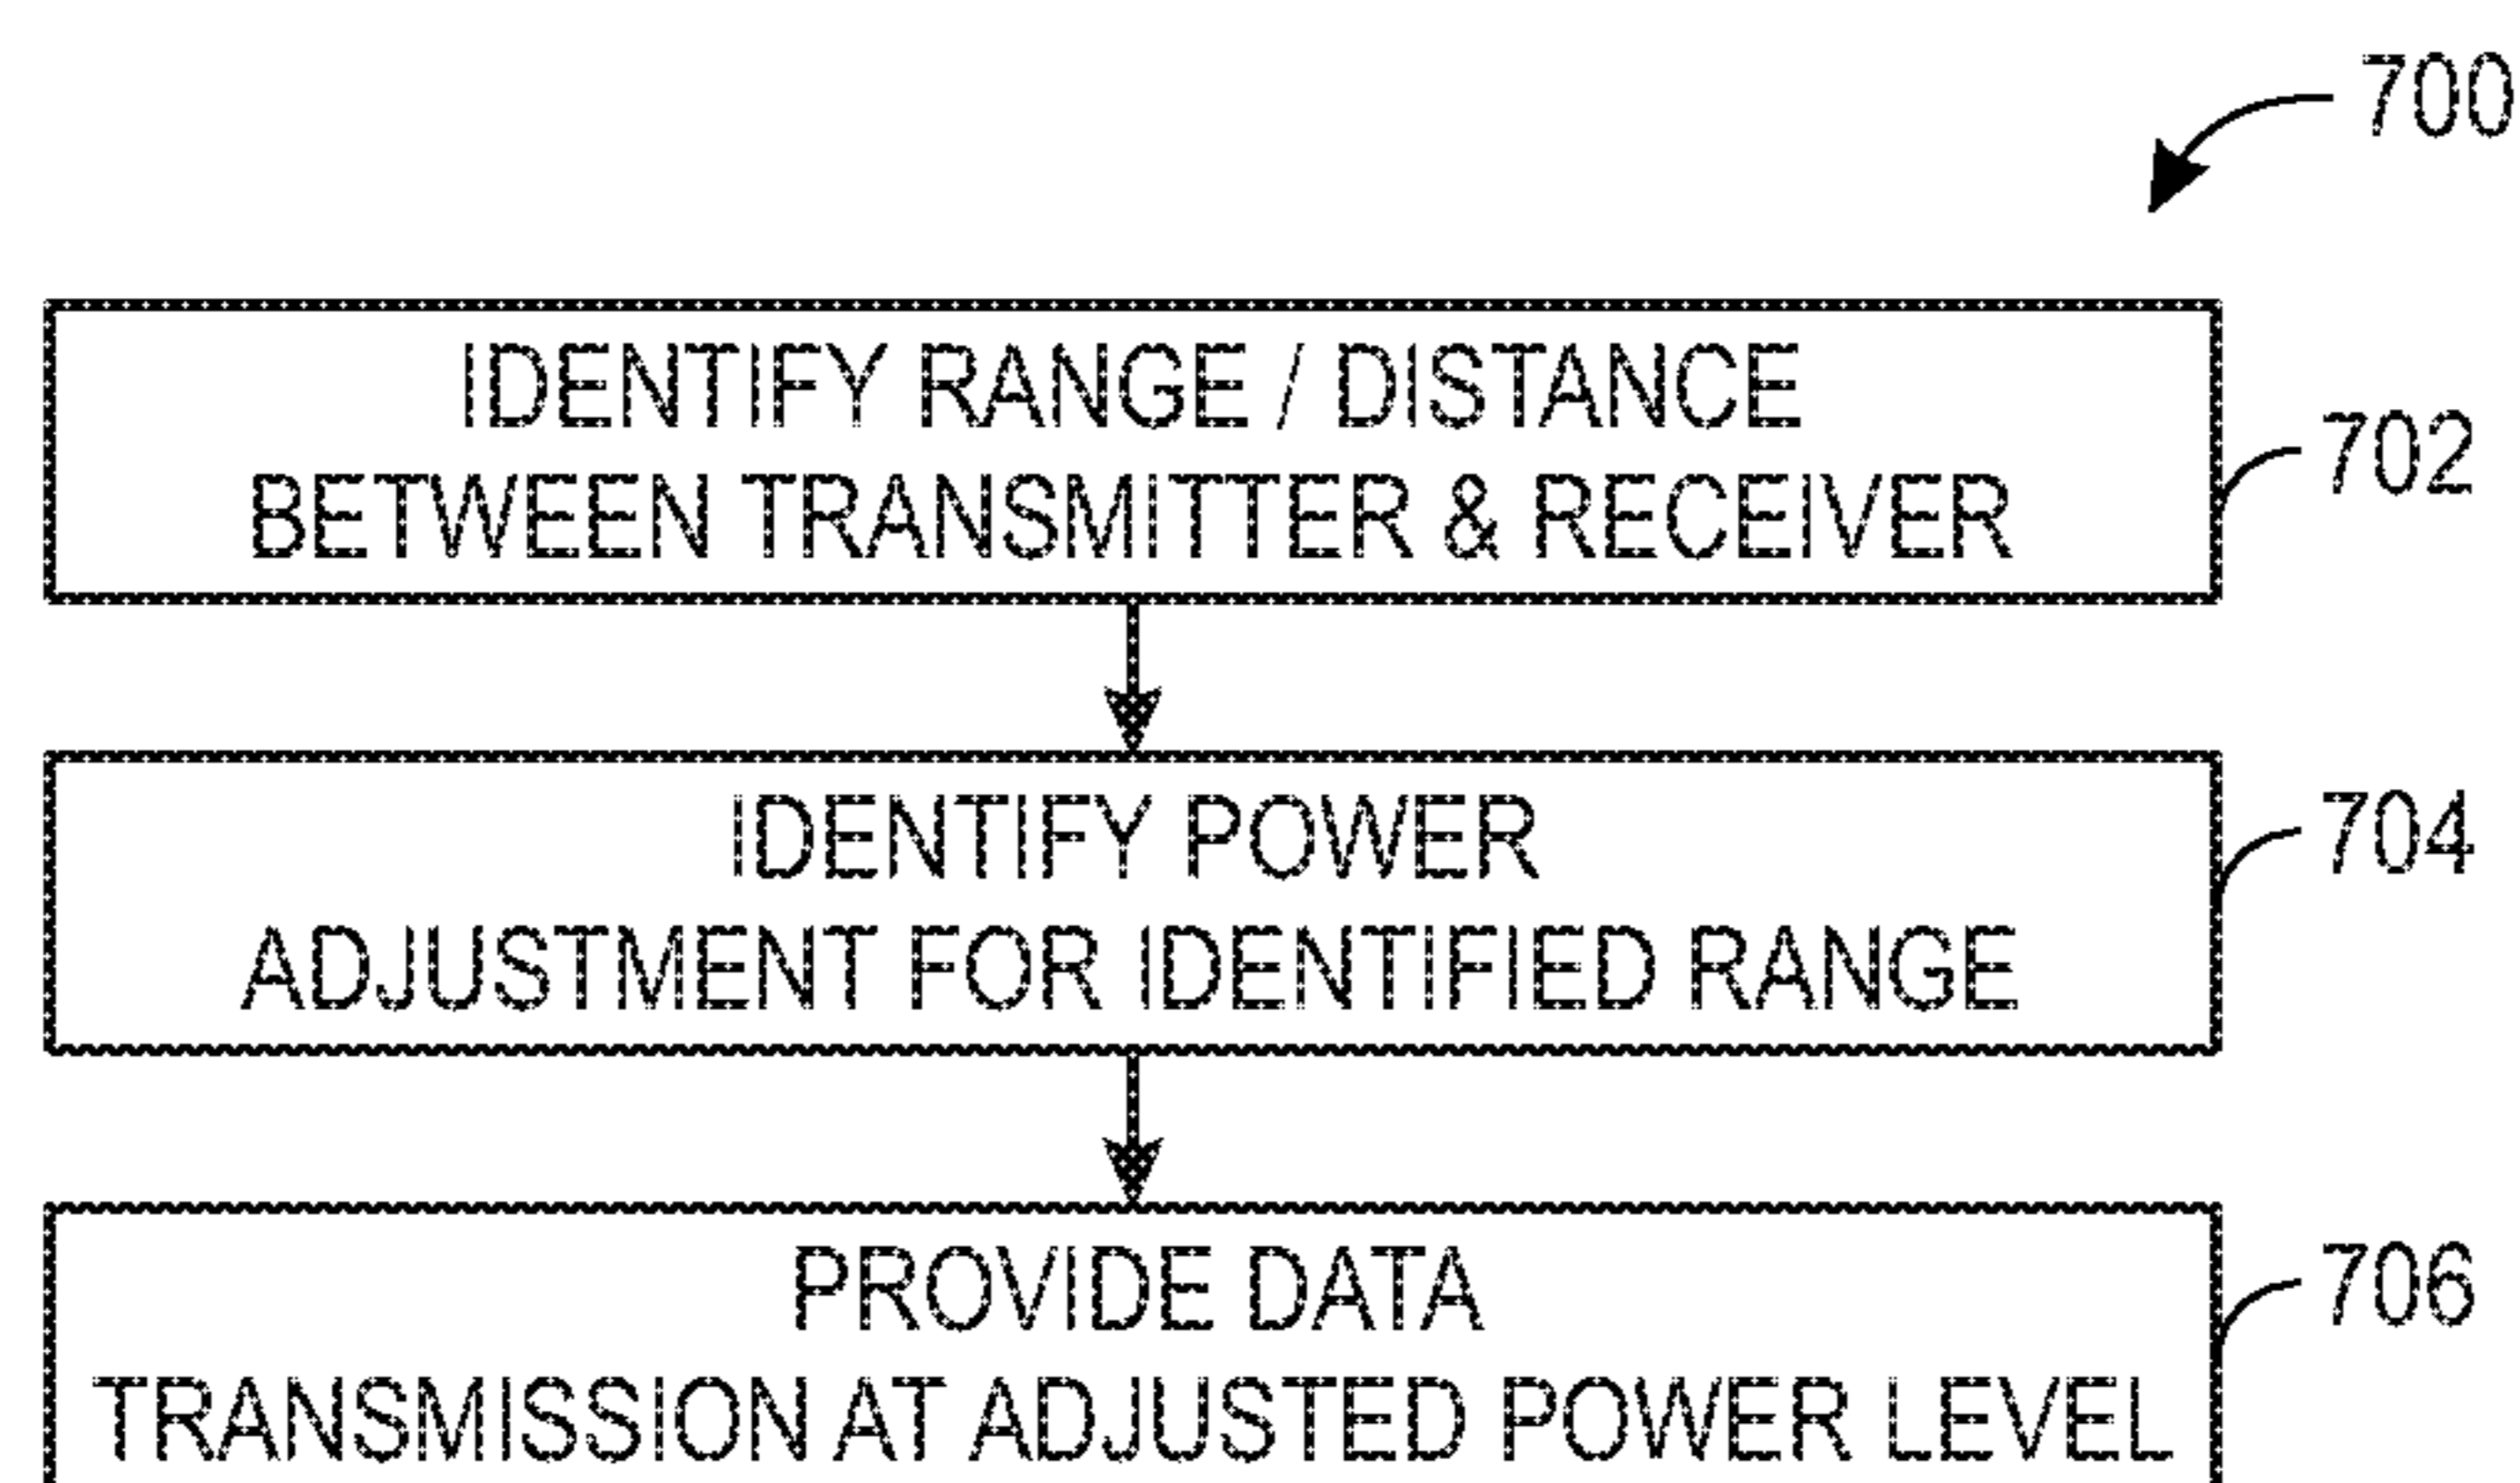 700
IDENTIFY RANGE / DISTANCE
BETWEEN TRANSMITTER & RECEIVER
702
IDENTIFY POWER
ADJUSTMENT FOR IDENTIFIED RANGE
704
PROVIDE DATA
TRANSMISSION AT ADJUSTED POWER LEVEL
706